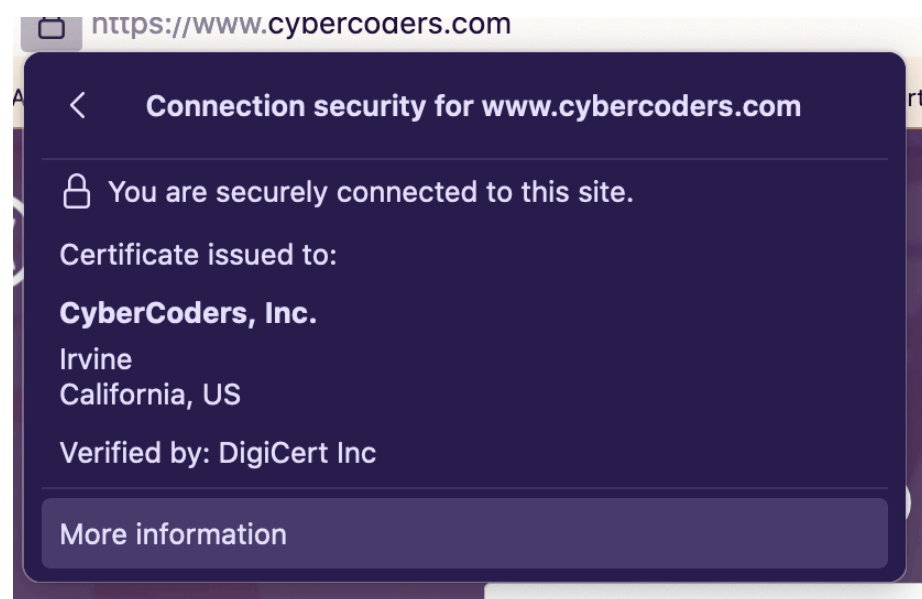 https://www.cybercoders.com
Connection security for www.cybercoders.com
You are securely connected to this site.
Certificate issued to:
CyberCoders, Inc.
Irvine
California, US
Verified by: DigiCert Inc
More information